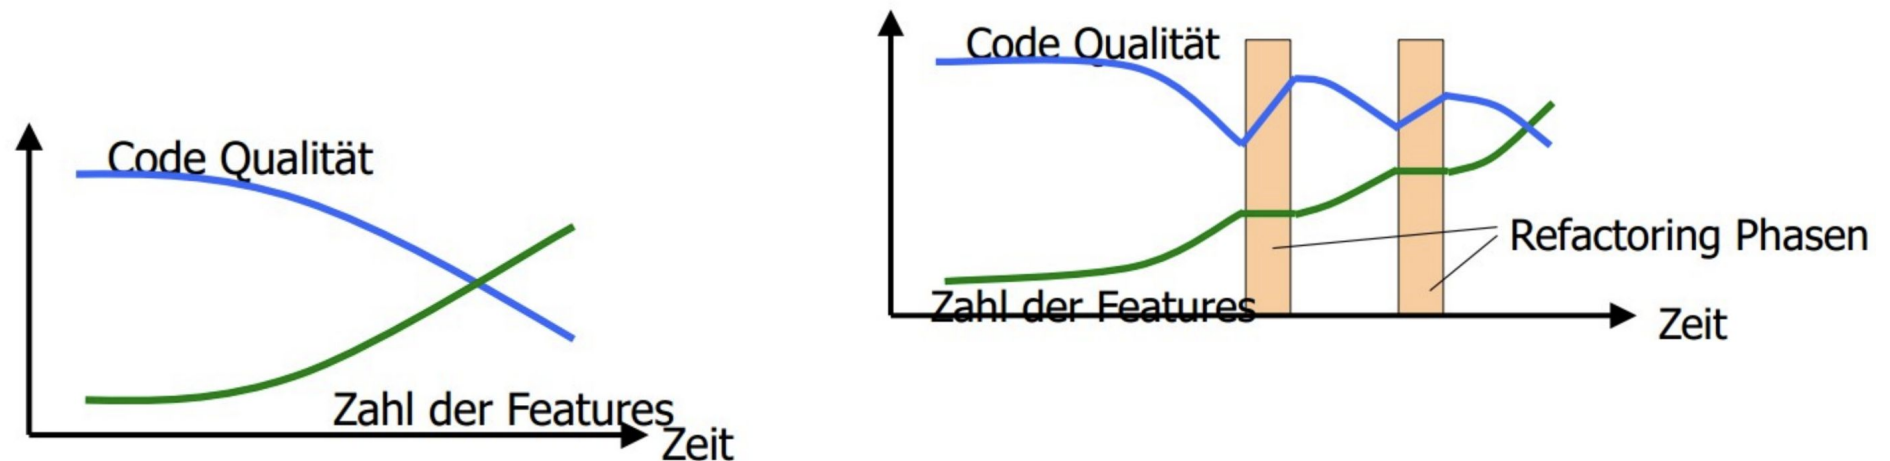 Code Qualität
Zahl der Features
Zeit
Code Qualität
Refactoring Phasen
Zahl der Features
Zeit